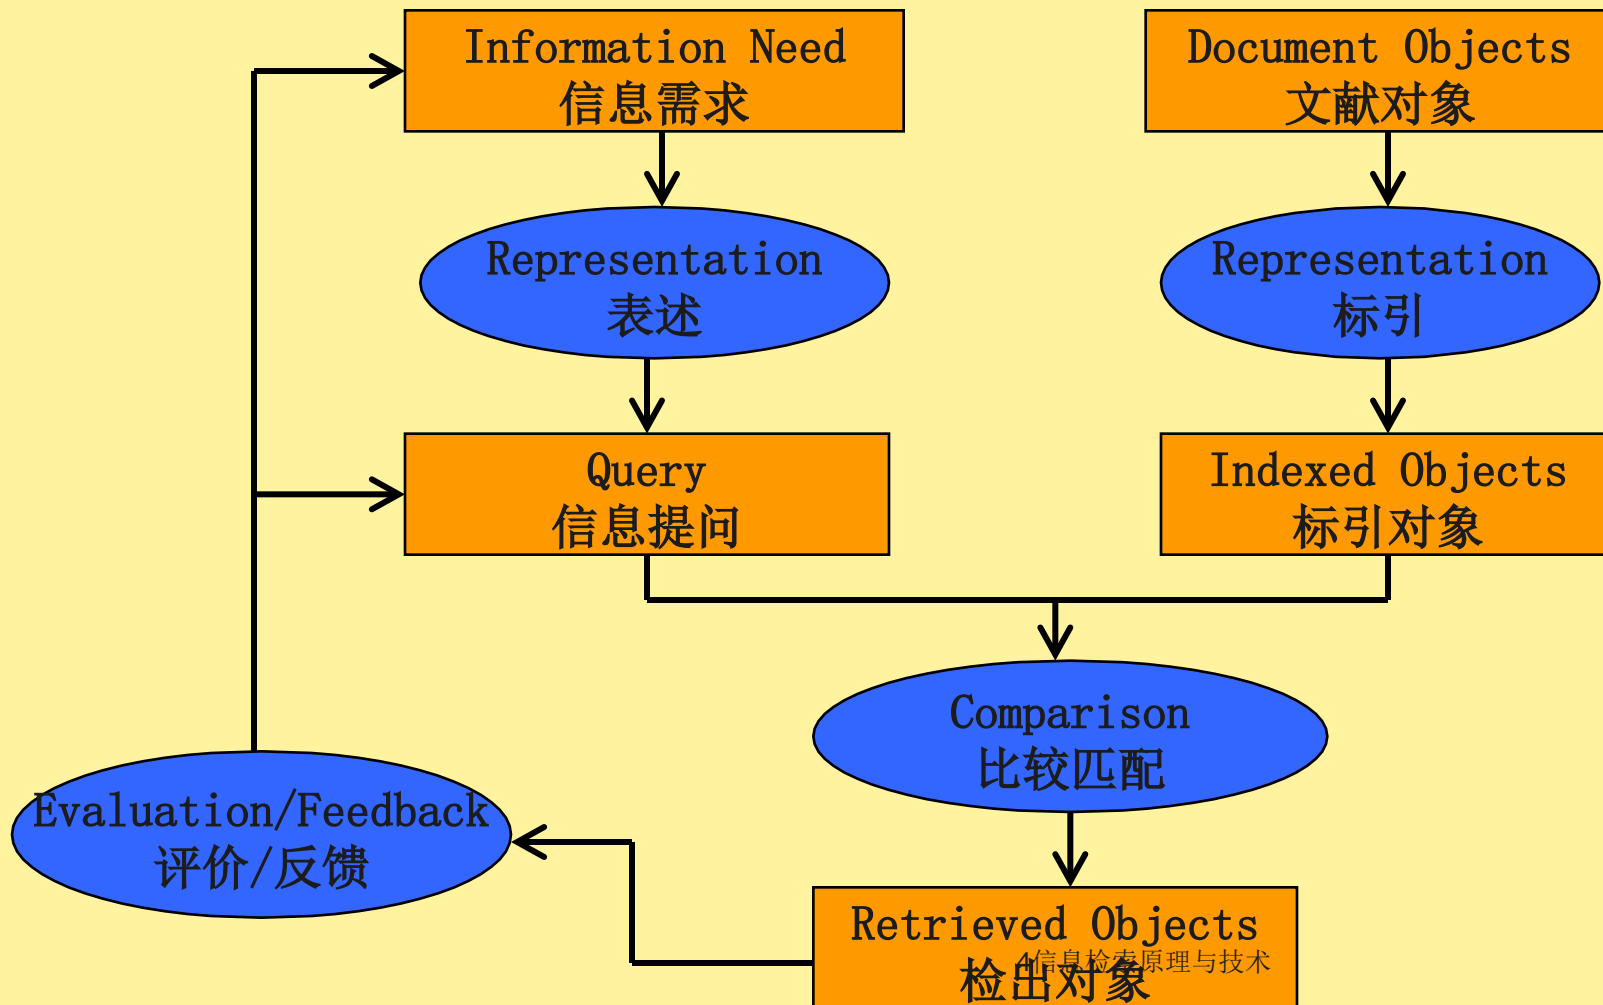 Information Need
信息需求
Document Objects
文献对象
Representation
表述
Representation
标引
Query
信息提问
Indexed Objects
标引对象
Comparison
比较匹配
Evaluation/Feedback
评价/反馈
Retrieved Objects
检出对象
4信息检索原理与技术